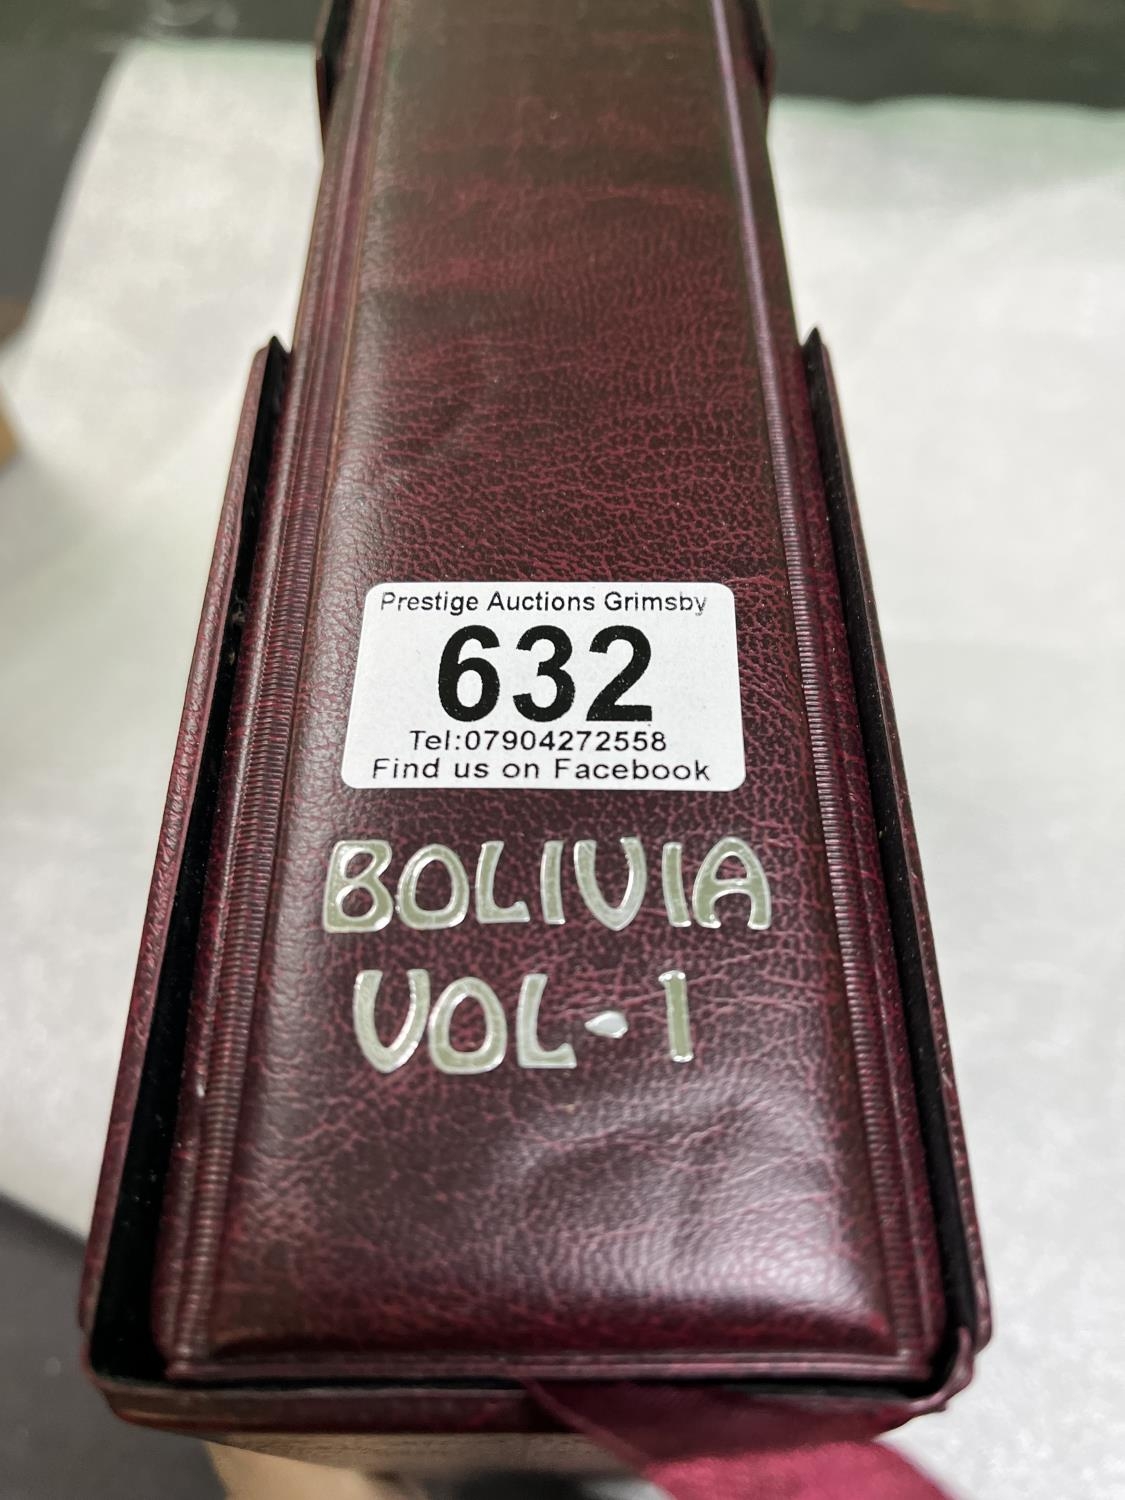 Prestige Auctions Grimsby
632
Tel:07904272558
Find us on Facebook
BOLIVIA
VOL·1